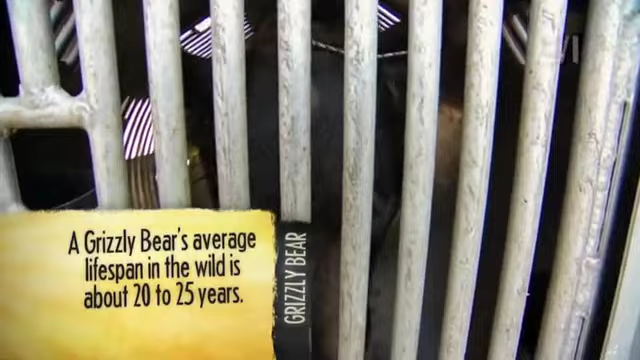 A Grizzly Bear's average
lifespan in the wild is
about 20 to 25 years.
GRIZZLY BEAR